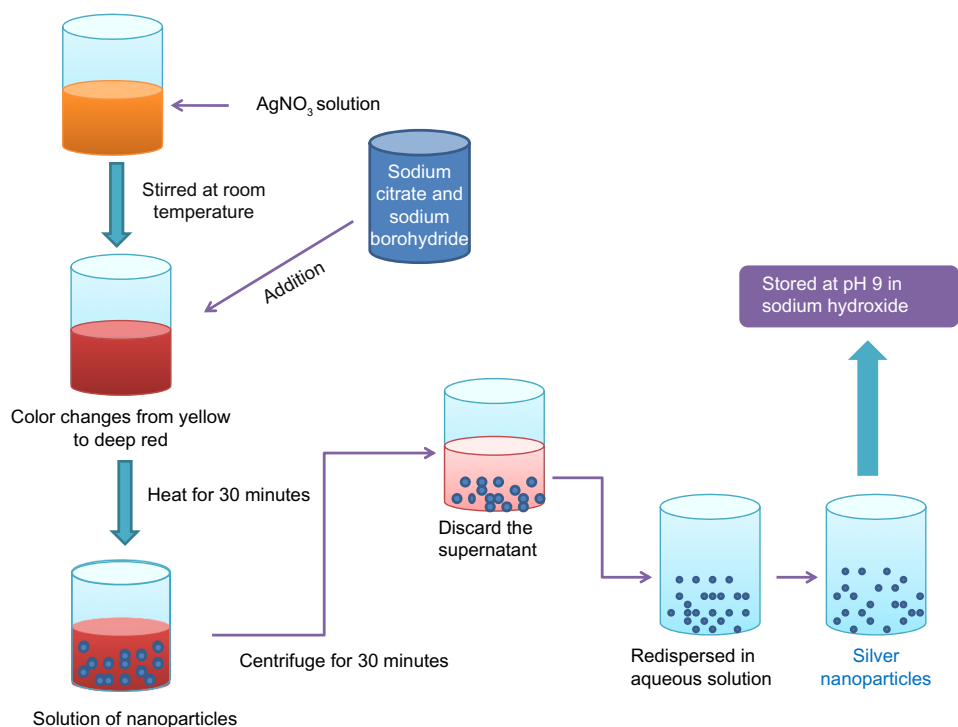 AgNO₃ solution
Sodium
citrate and
sodium
borohydride
Stirred at room
temperature
Addition
Color changes from yellow
to deep red
Heat for 30 minutes
Solution of nanoparticles
Centrifuge for 30 minutes
Discard the
supernatant
Redispersed in
aqueous solution
Silver
nanoparticles
Stored at pH 9 in
sodium hydroxide